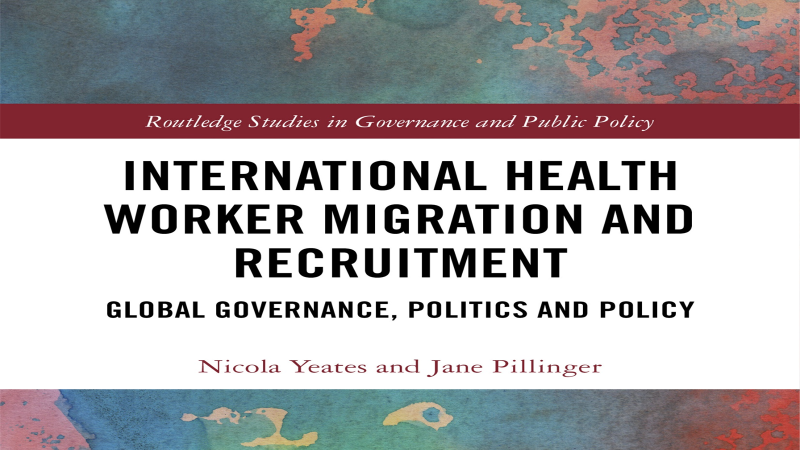 Routledge Studies in Governance and Public Policy
INTERNATIONAL HEALTH
WORKER MIGRATION AND
RECRUITMENT
GLOBAL GOVERNANCE, POLITICS AND POLICY
Nicola Yeates and Jane Pillinger